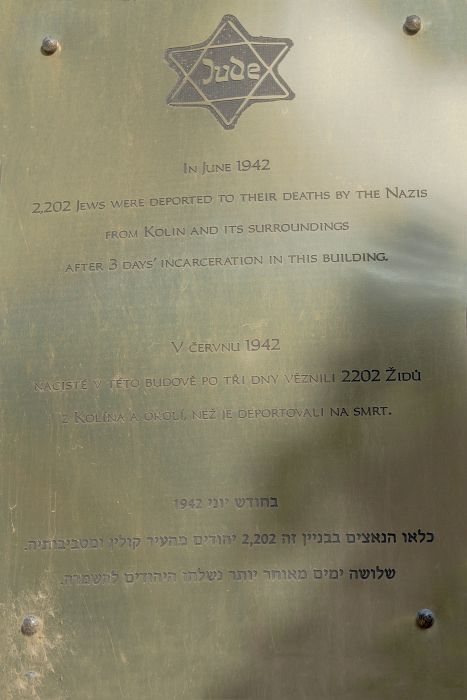 Jude
In June 1942
2,202 Jews were deported to their deaths by the Nazis
from Kolin and its surroundings
after 3 days' incarceration in this building.
V červnu 1942
nacisté v této budově po tři dny věznili 2202 Židů
z Kolína a okolí, než je deportovali na smrt.
בחודש יוני 1942
כלאו הנאצים בבניין זה 2,202 יהודים מהעיר קולין ומסביבותיה.
שלושה ימים מאוחר יותר נשלחו היהודים להשמדה.